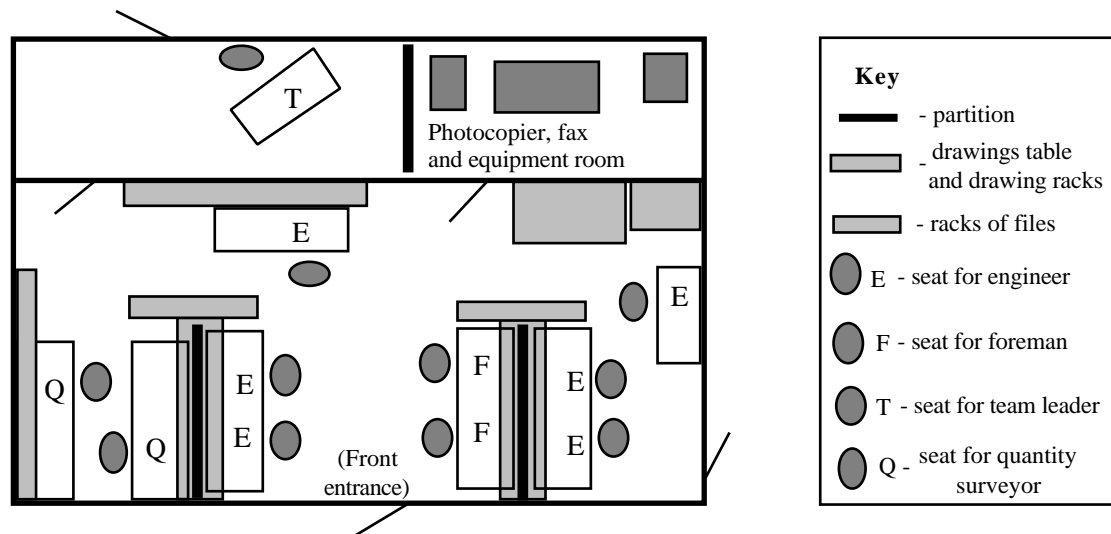 T
Photocopier, fax
and equipment room
E
E
Q
Q
E
E
F
F
E
E
(Front
entrance)
Key
- partition
- drawings table
and drawing racks
- racks of files
E - seat for engineer
F - seat for foreman
T - seat for team leader
Q - seat for quantity
surveyor